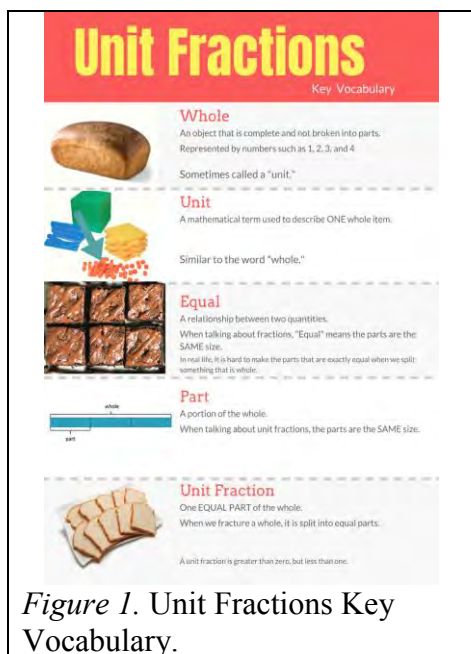 Unit Fractions
Key Vocabulary
Whole
An object that is complete and not broken into parts.
Represented by numbers such as 1, 2, 3, and 4
Sometimes called a "unit."
Unit
A mathematical term used to describe ONE whole item.
Similar to the word "whole."
Equal
A relationship between two quantities.
When talking about fractions, "Equal" means the parts are the
SAME size.
In real life, it is hard to make the parts that are exactly equal when we split
something that is whole.
Part
A portion of the whole.
When talking about unit fractions, the parts are the SAME size.
whole
part
Unit Fraction
One EQUAL PART of the whole.
When we fracture a whole, it is split into equal parts.
A unit fraction is greater than zero, but less than one.
Figure 1. Unit Fractions Key
Vocabulary.